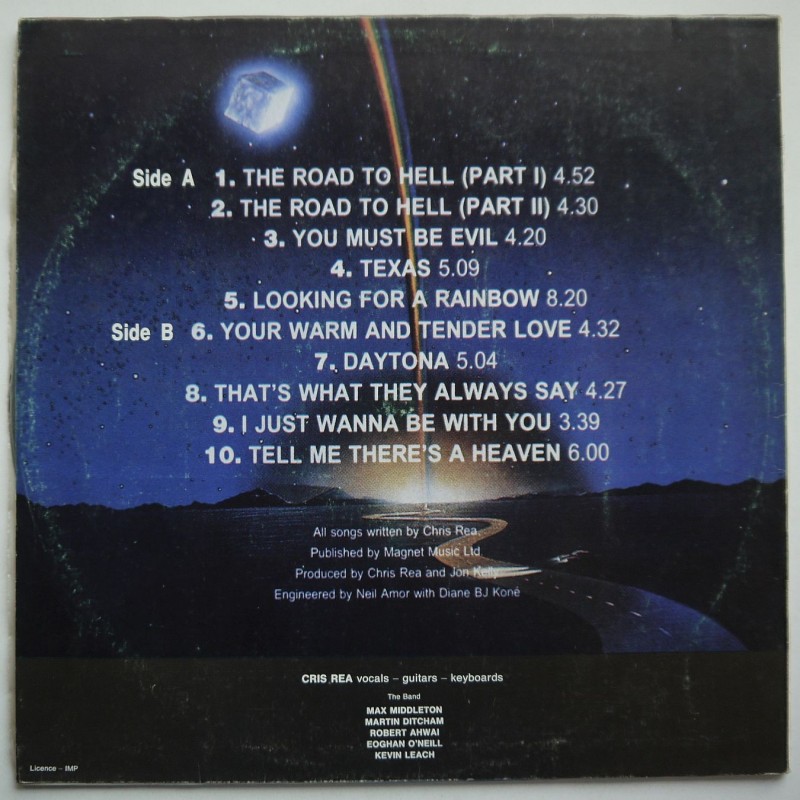 Side A 1. THE ROAD TO HELL (PART I) 4.52
2. THE ROAD TO HELL (PART II) 4.30
3. YOU MUST BE EVIL 4.20
4. TEXAS 5.09
5. LOOKING FOR A RAINBOW 8.20
Side B 6. YOUR WARM AND TENDER LOVE 4.32
7. DAYTONA 5.04
8. THAT'S WHAT THEY ALWAYS SAY 4.27
9. I JUST WANNA BE WITH YOU 3.39
10. TELL ME THERE'S A HEAVEN 6.00
All songs written by Chris Rea.
Published by Magnet Music Ltd.
Produced by Chris Rea and Jon Kelly
Engineered by Neil Amor with Diane BJ Koné
CRIS REA vocals – guitars – keyboards
The Band
MAX MIDDLETON
MARTIN DITCHAM
ROBERT AHWAI
EOGHAN O'NEILL
KEVIN LEACH
Licence – IMP